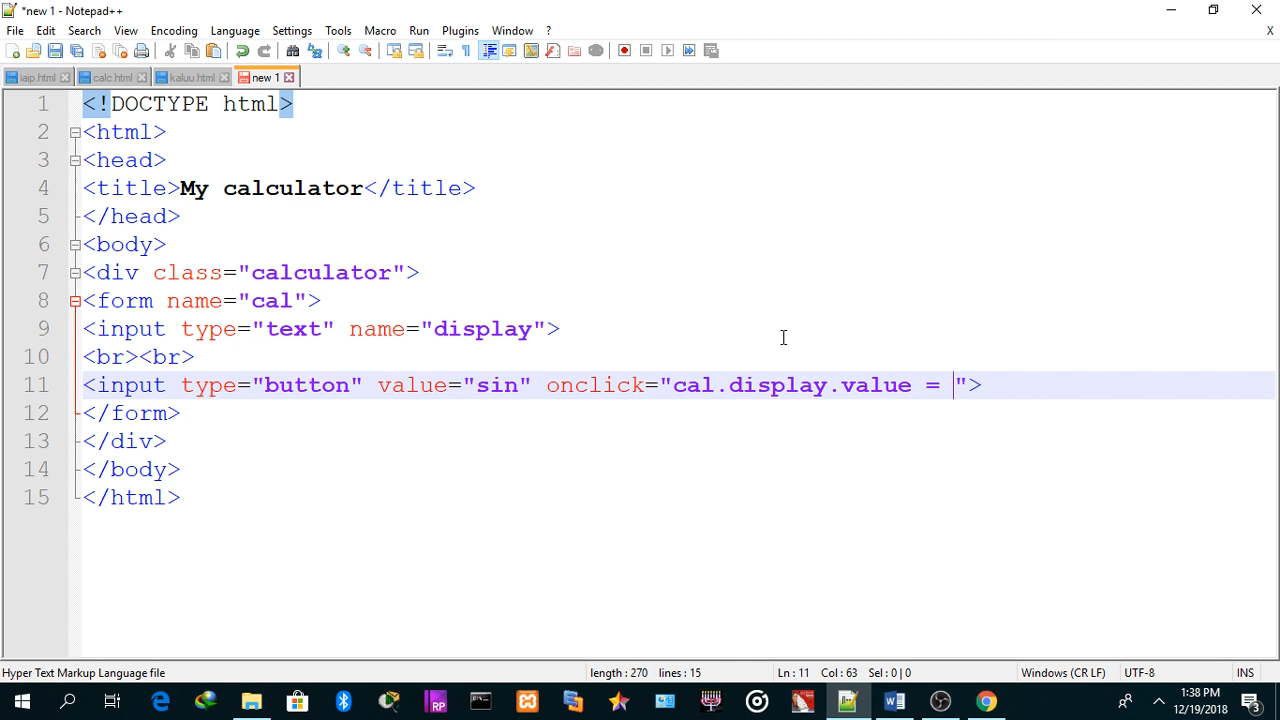 *new 1 - Notepad++
File Edit Search View Encoding Language Settings Tools Macro Run Plugins Window ? X
iaip.html calc.html kaluu.html new 1
1 <!DOCTYPE html>
2 <html>
3 <head>
4 <title>My calculator</title>
5 </head>
6 <body>
7 <div class="calculator">
8 <form name="cal">
9 <input type="text" name="display">
10 <br><br>
11 <input type="button" value="sin" onclick="cal.display.value = ">
12 </form>
13 </div>
14 </body>
15 </html>
Hyper Text Markup Language file length : 270 lines : 15 Ln : 11 Col : 63 Sel : 0 | 0 Windows (CR LF) UTF-8 INS
RP
1:38 PM
12/19/2018
3